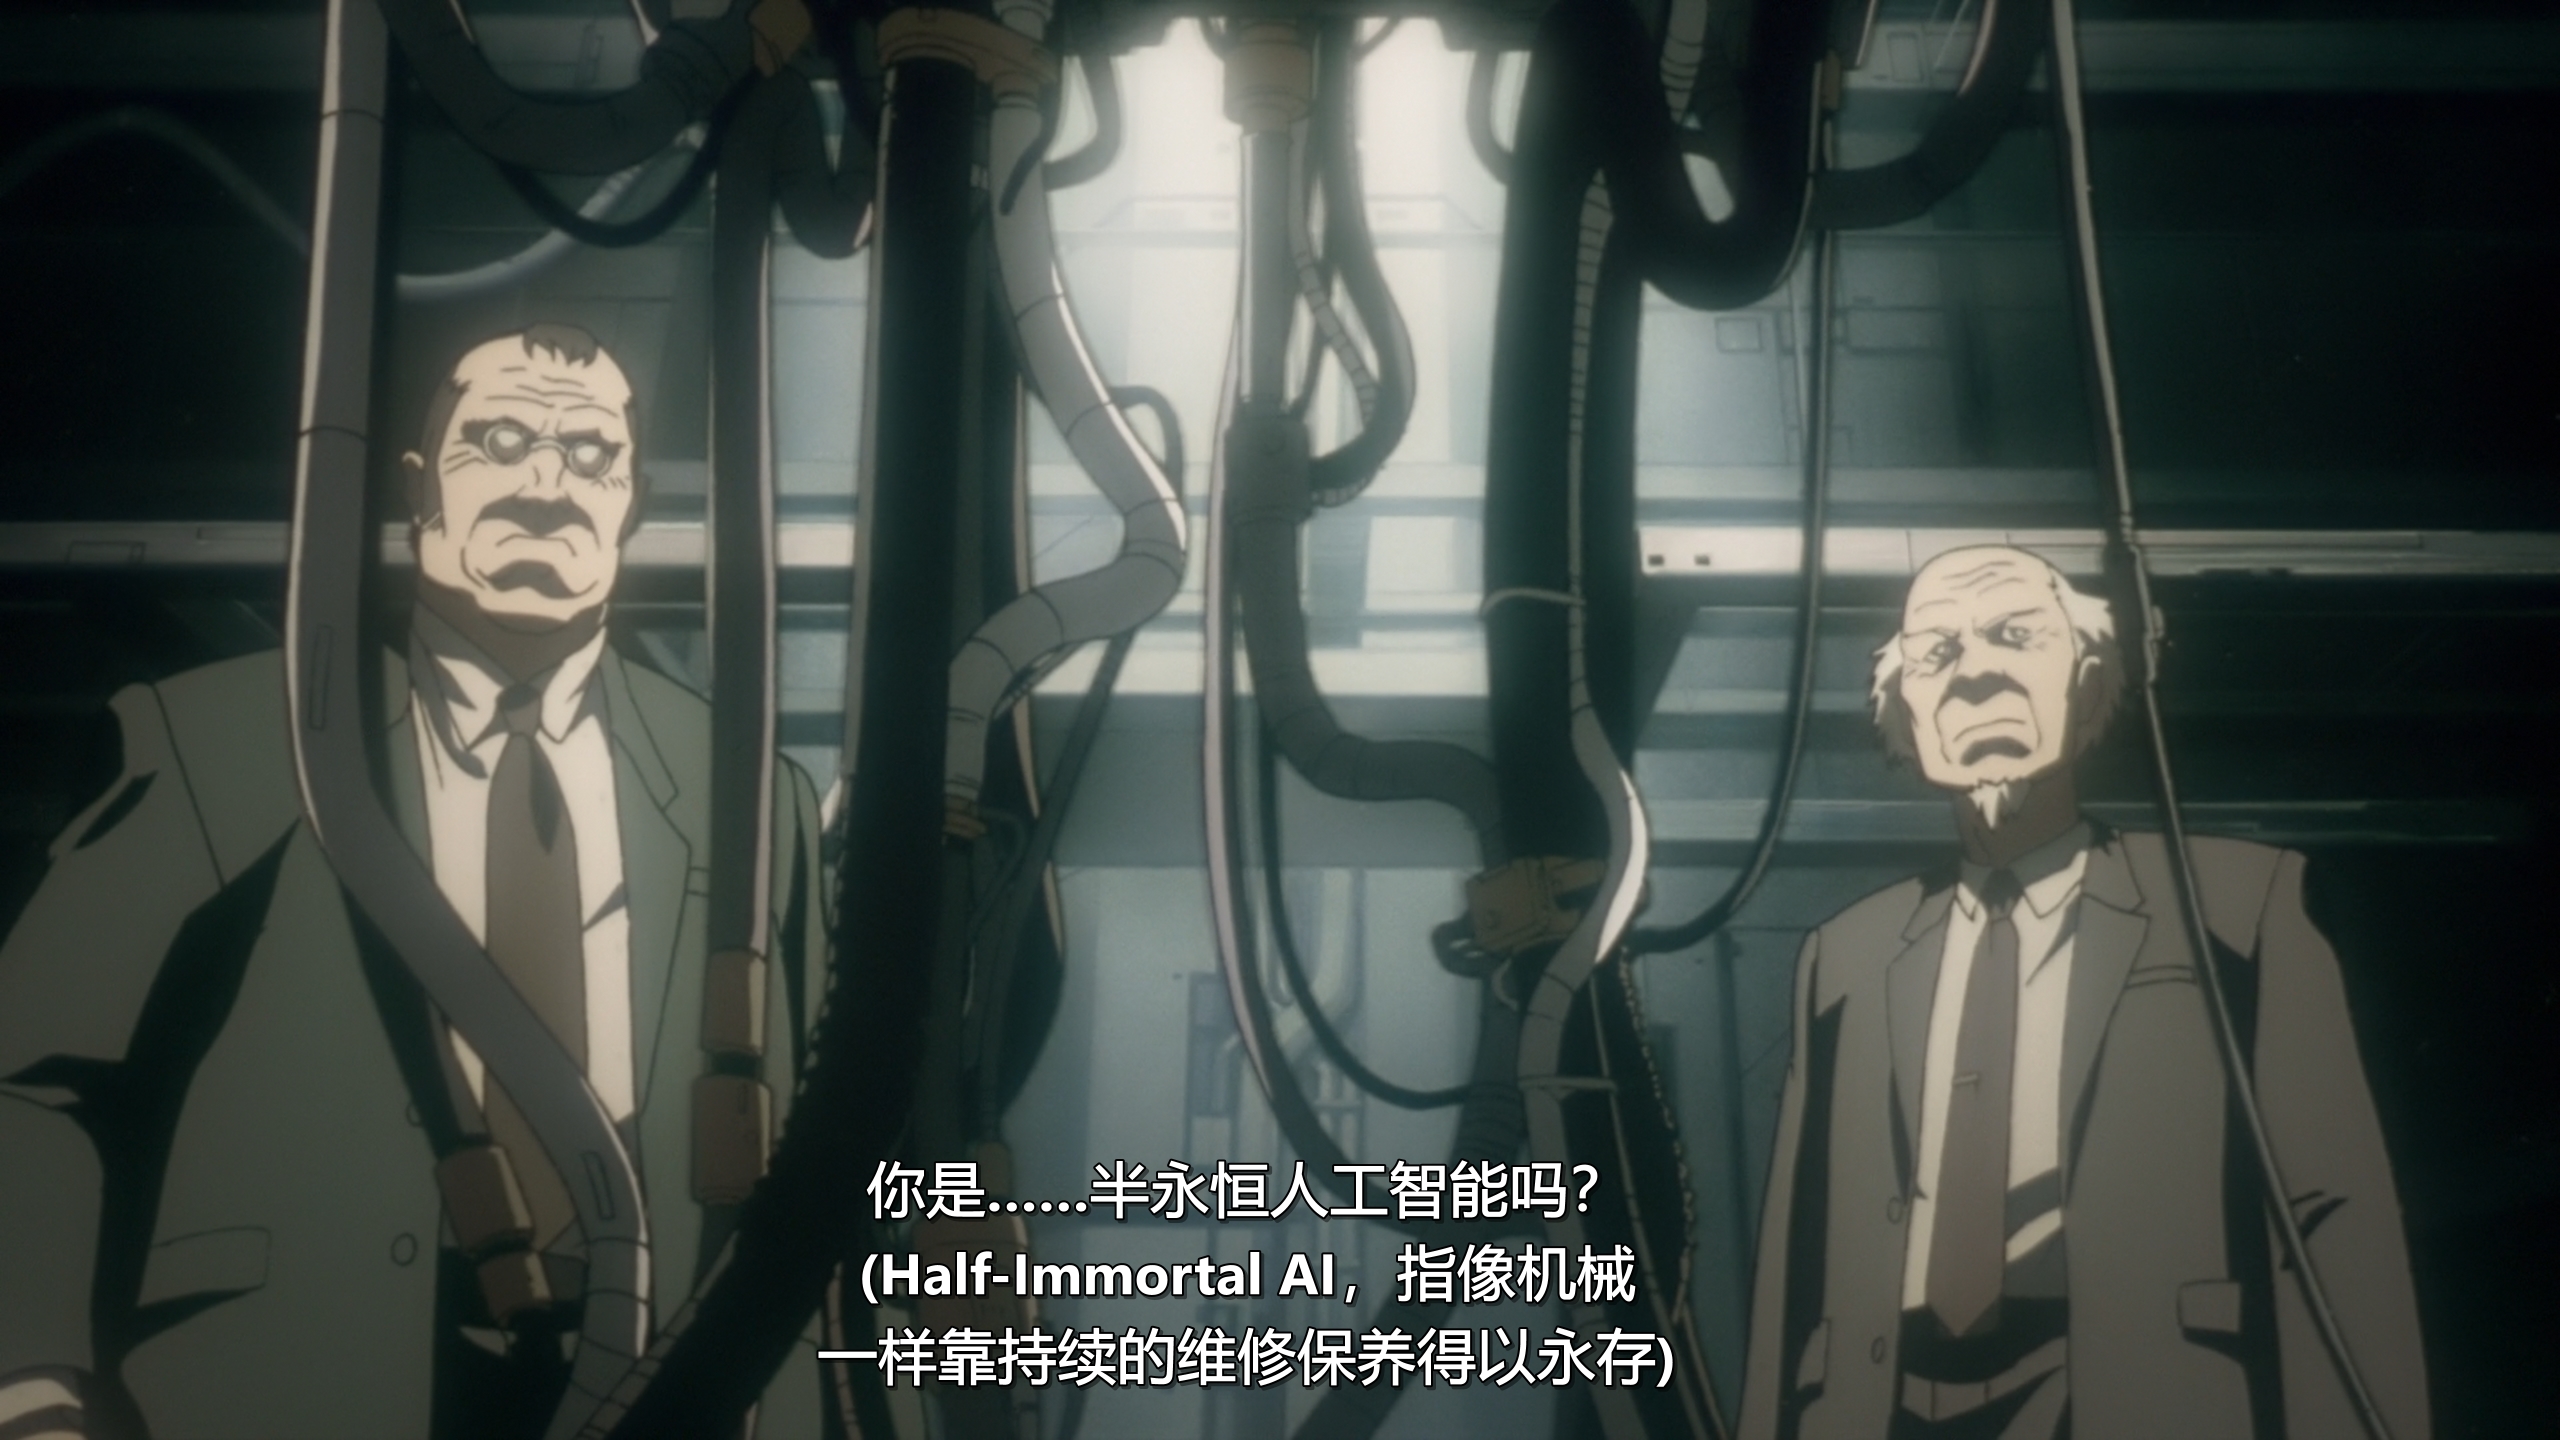 你是......半永恒人工智能吗?
(Half-Immortal AI，指像机械
一样靠持续的维修保养得以永存)